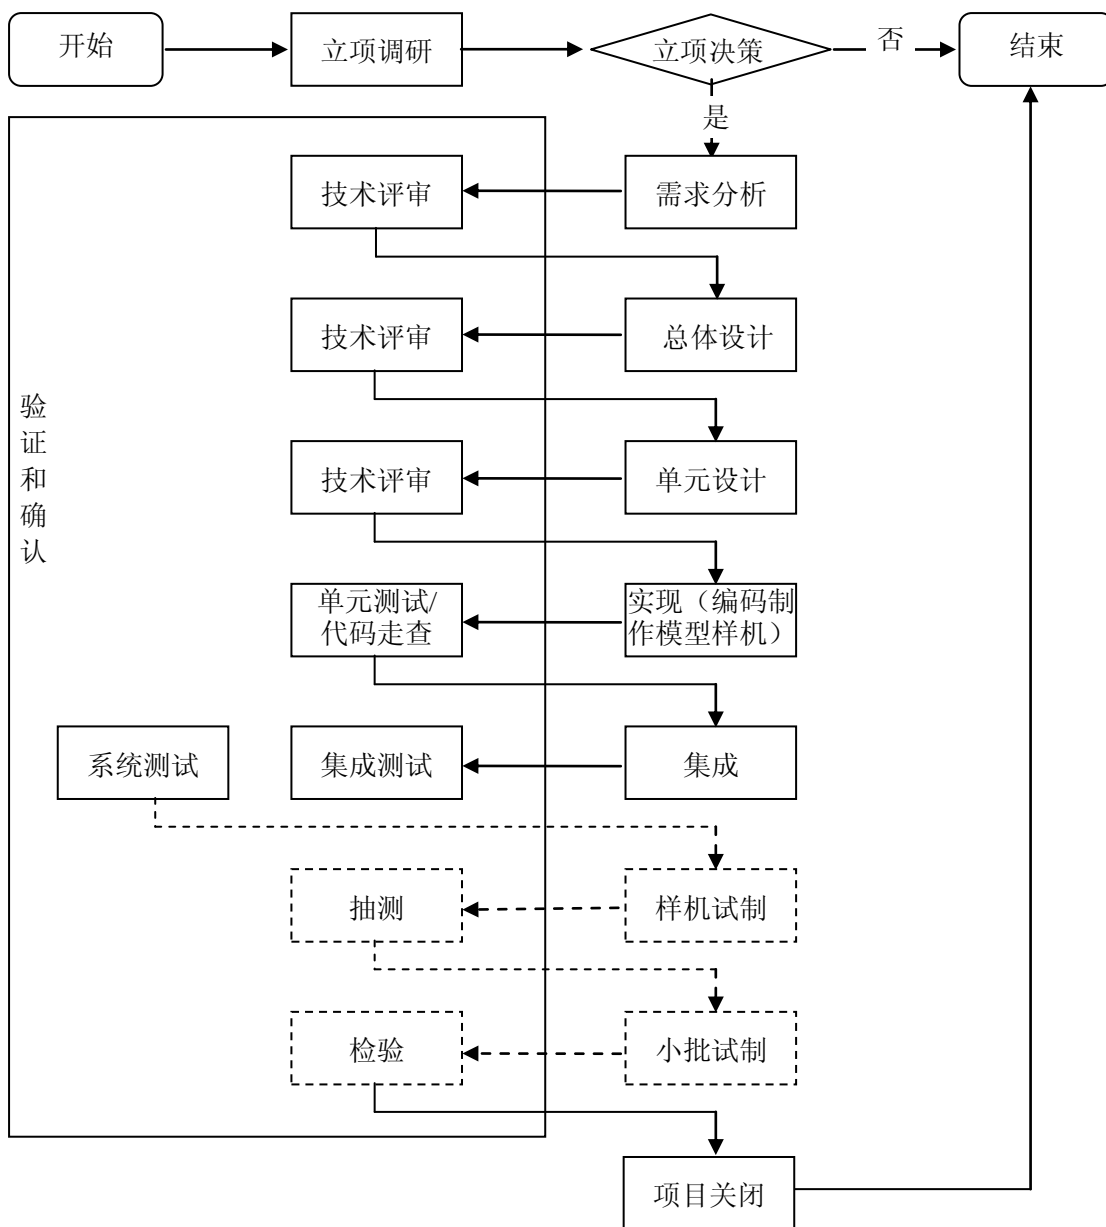 开始
立项调研
立项决策
否
结束
是
技术评审
需求分析
技术评审
总体设计
验
证
和
确
认
技术评审
单元设计
单元测试/
代码走查
实现（编码制
作模型样机）
系统测试
集成测试
集成
抽测
样机试制
检验
小批试制
项目关闭